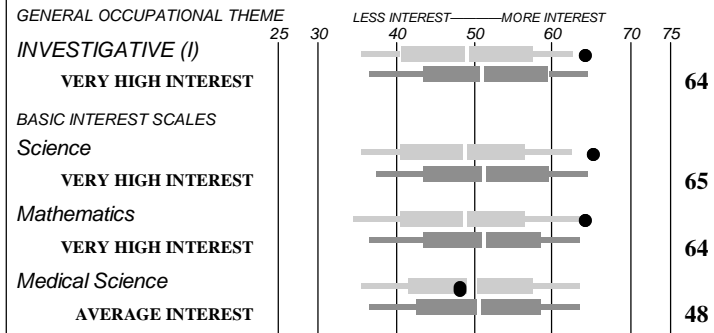 GENERAL OCCUPATIONAL THEME LESS INTEREST MORE INTEREST
25 30 40 50 60 70 75
INVESTIGATIVE (I)
VERY HIGH INTEREST 64
BASIC INTEREST SCALES
Science
VERY HIGH INTEREST 65
Mathematics
VERY HIGH INTEREST 64
Medical Science
AVERAGE INTEREST 48